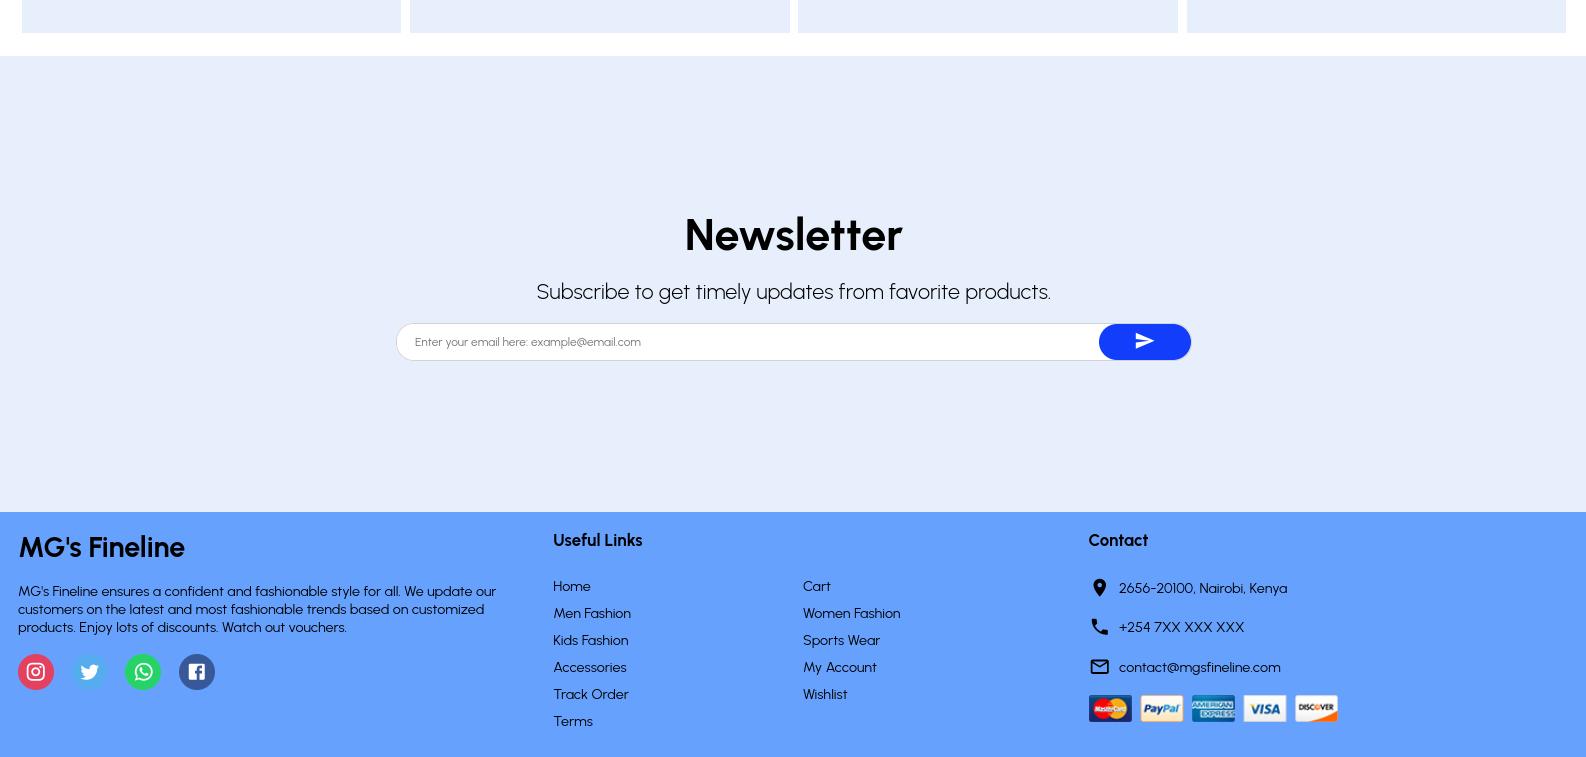 Newsletter
Subscribe to get timely updates from favorite products.
Enter your email here: example@email.com
MG's Fineline
MG's Fineline ensures a confident and fashionable style for all. We update our
customers on the latest and most fashionable trends based on customized
products. Enjoy lots of discounts. Watch out vouchers.
Useful Links
Home
Men Fashion
Kids Fashion
Accessories
Track Order
Terms
Cart
Women Fashion
Sports Wear
My Account
Wishlist
Contact
2656-20100, Nairobi, Kenya
+254 7XX XXX XXX
contact@mgsfineline.com
MasterCard PayPal AMERICAN EXPRESS VISA DISCOVER